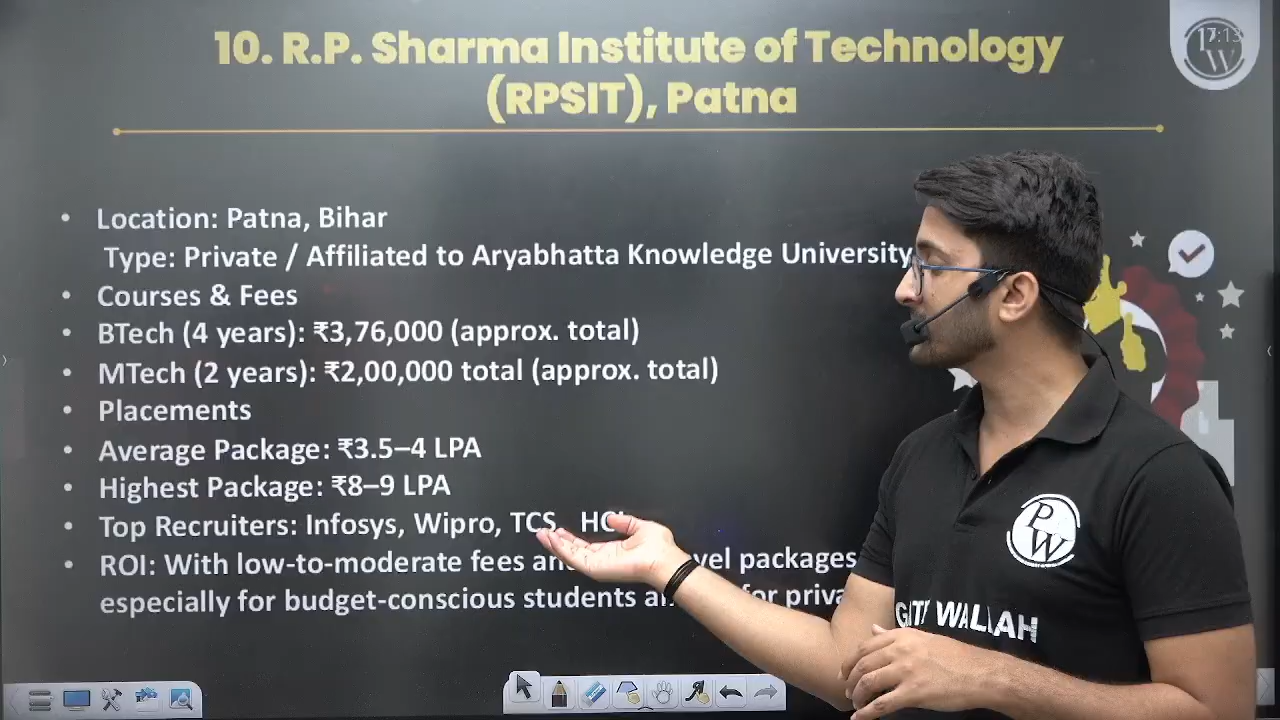 10. R.P. Sharma Institute of Technology
(RPSIT), Patna
• Location: Patna, Bihar
Type: Private / Affiliated to Aryabhatta Knowledge University
• Courses & Fees
• BTech (4 years): ₹3,76,000 (approx. total)
• MTech (2 years): ₹2,00,000 total (approx. total)
• Placements
• Average Package: ₹3.5–4 LPA
• Highest Package: ₹8–9 LPA
• Top Recruiters: Infosys, Wipro, TCS,
• ROI: With low-to-moderate fees packages
especially for budget-conscious students for
P
W
P
W
WALLAH